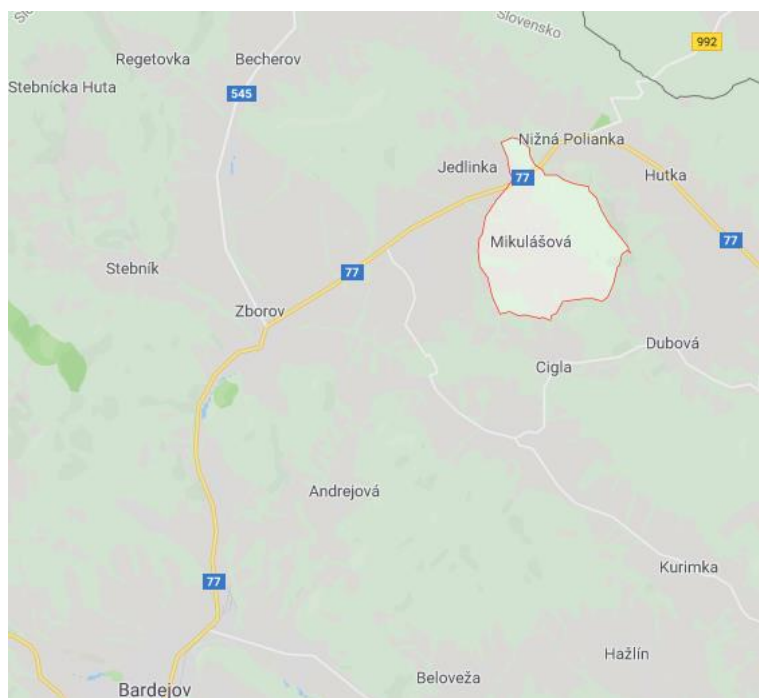 Slovensko
992
Regetovka
Becherov
Stebnícka Huta
545
Nižná Polianka
Jedlinka
77
Hutka
Mikulášová
77
Stebník
77
Zborov
Dubová
Cigla
Andrejová
77
Kurimka
Hažlín
Beloveža
Bardejov